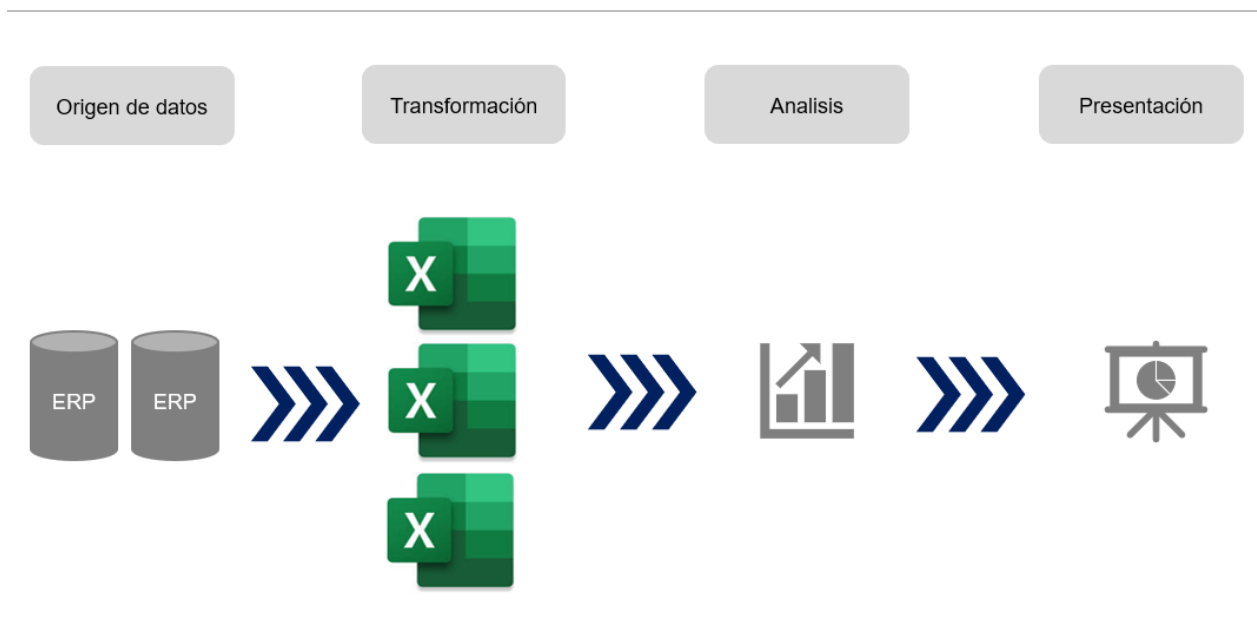 Origen de datos
Transformación
Analisis
Presentación
X
ERP
ERP
X
X